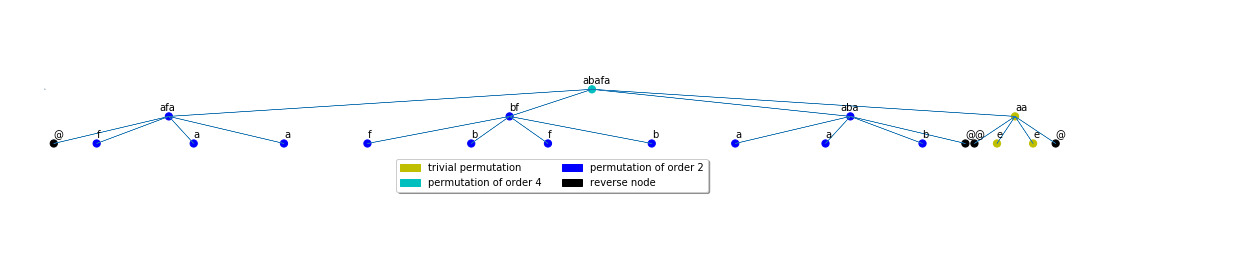 abafa
afa bf aba aa
@ f a a f b f b a a b @ @ e e @
trivial permutation permutation of order 2
permutation of order 4 reverse node